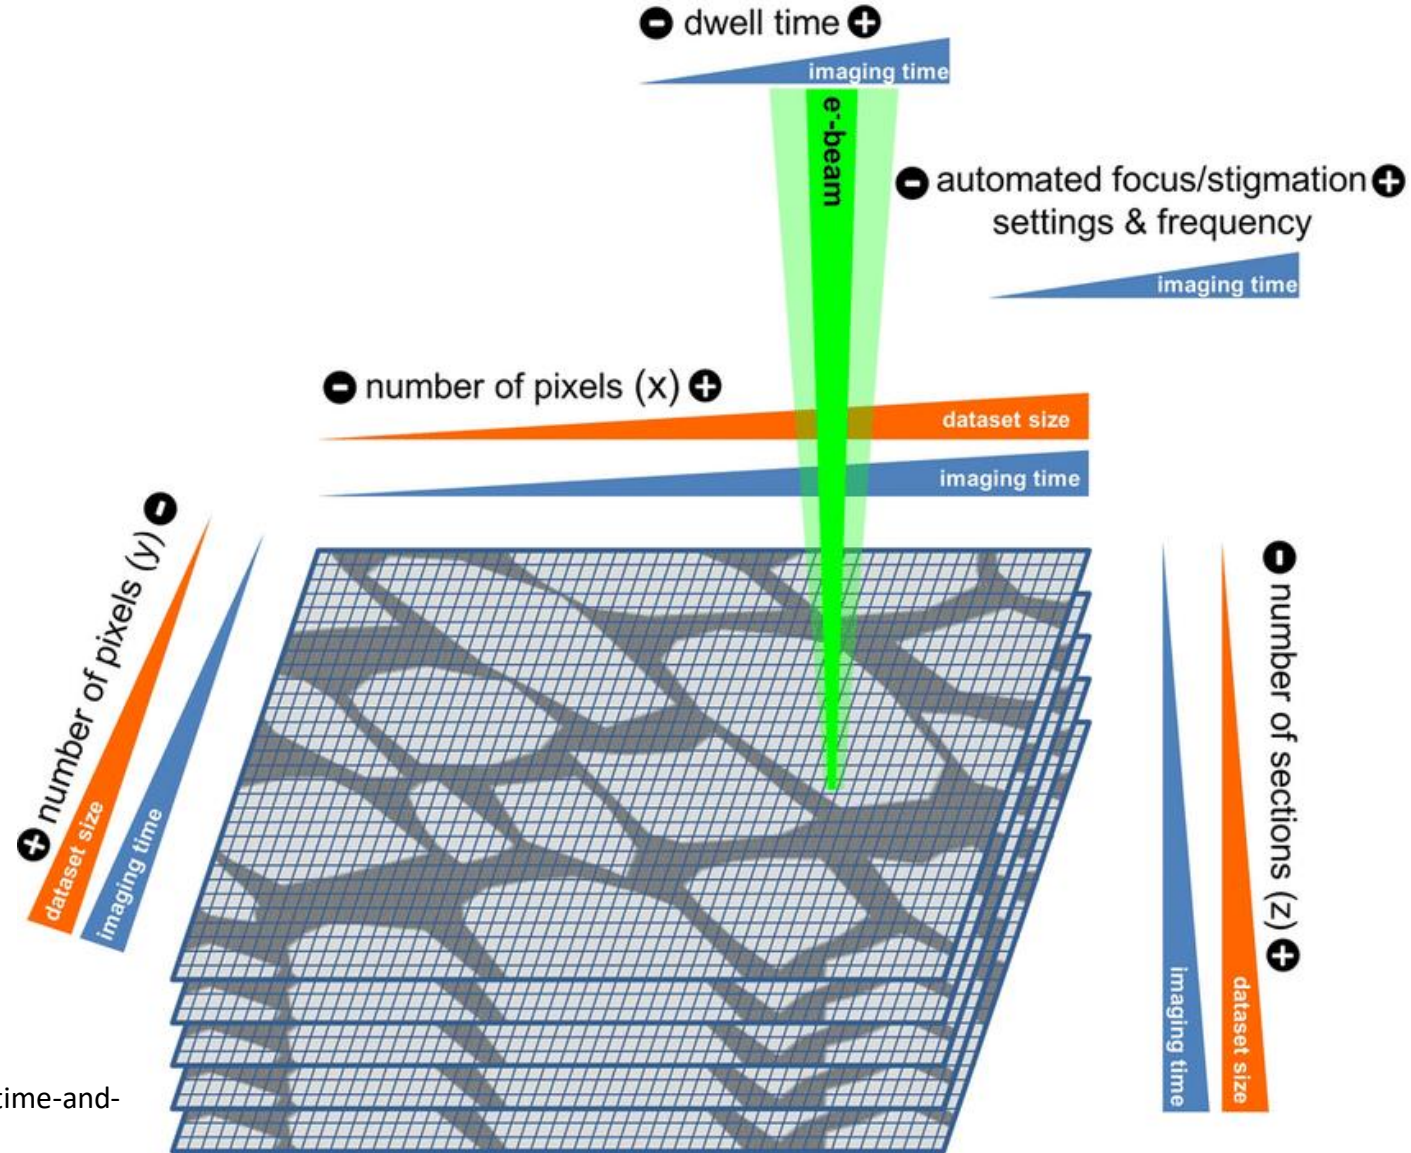 dwell time
imaging time
e⁻-beam
automated focus/stigmation
settings & frequency
imaging time
number of pixels (x)
dataset size
imaging time
number of pixels (y)
dataset size
imaging time
number of sections (z)
imaging time
dataset size
time-and-